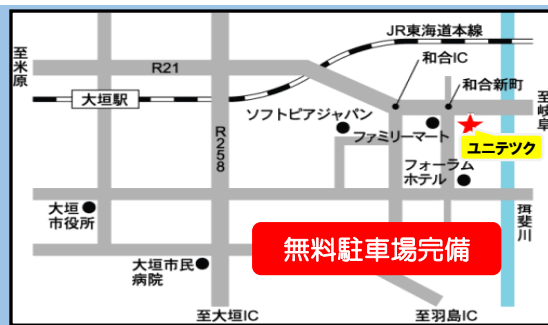 JR東海道本線
至米原
和合IC
R21
和合新町
至岐阜
大垣駅
ソフトピアジャパン
ファミリーマート
ユニテツク
R258
フォーラム
ホテル
大垣
市役所
揖斐川
無料駐車場完備
大垣市民
病院
至大垣IC
至羽島IC